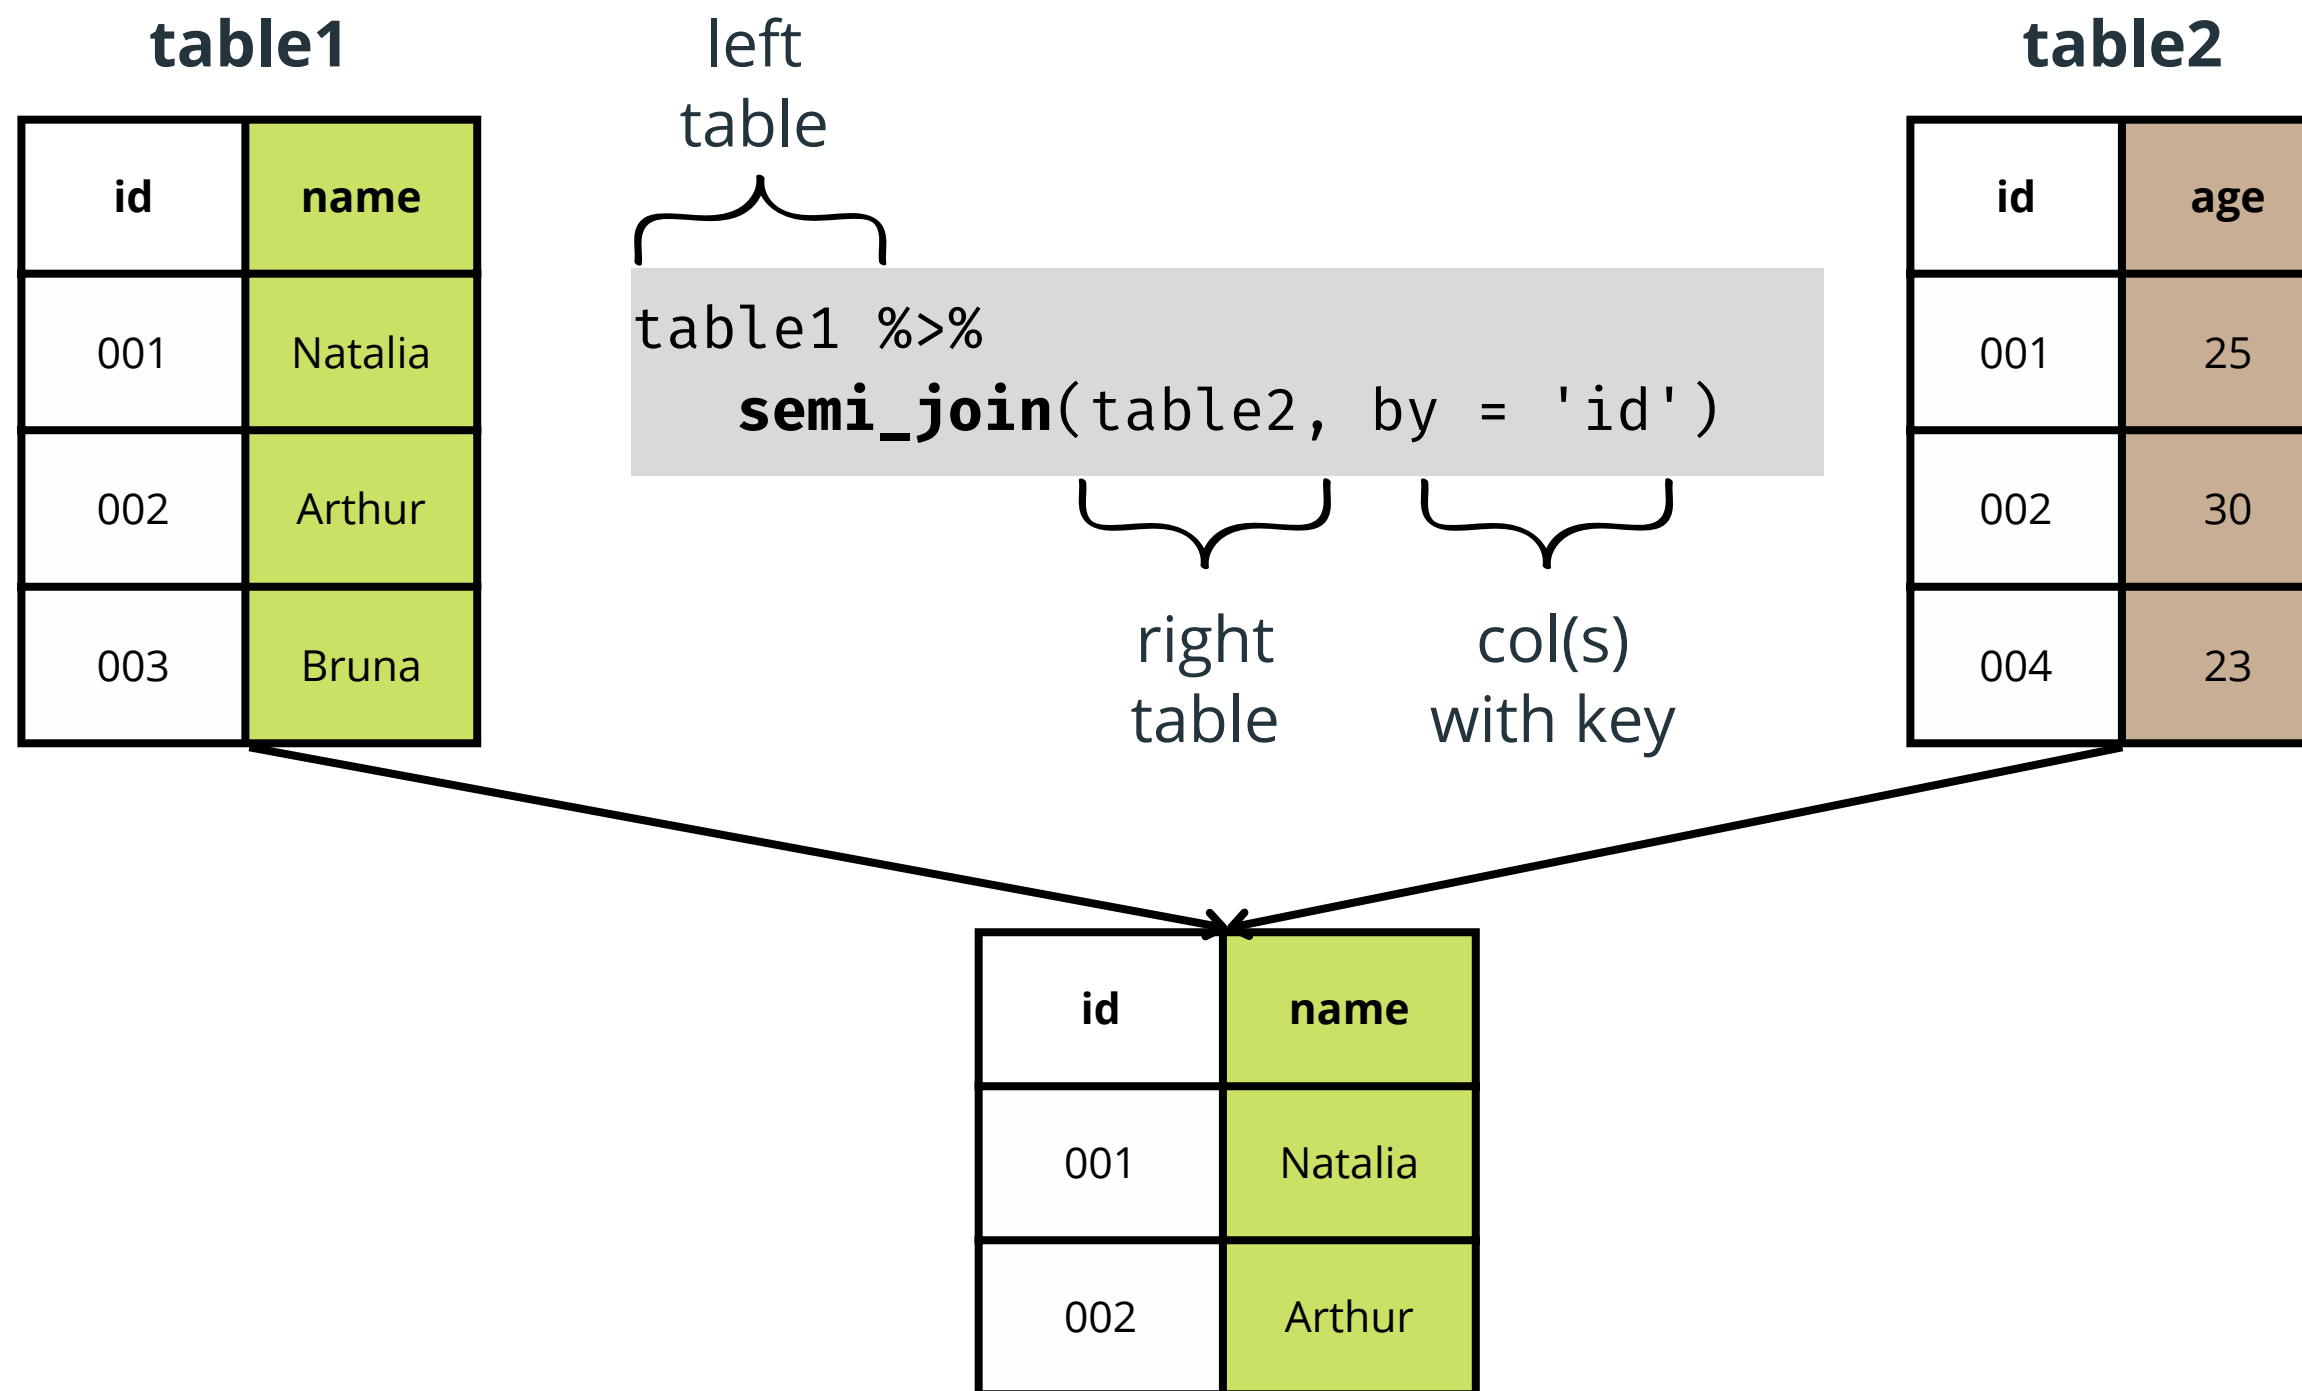 table1
left
table
table2
id name
001 Natalia
002 Arthur
003 Bruna
table1 %>%
semi_join(table2, by = 'id')
right
table
col(s)
with key
id age
001 25
002 30
004 23
id name
001 Natalia
002 Arthur